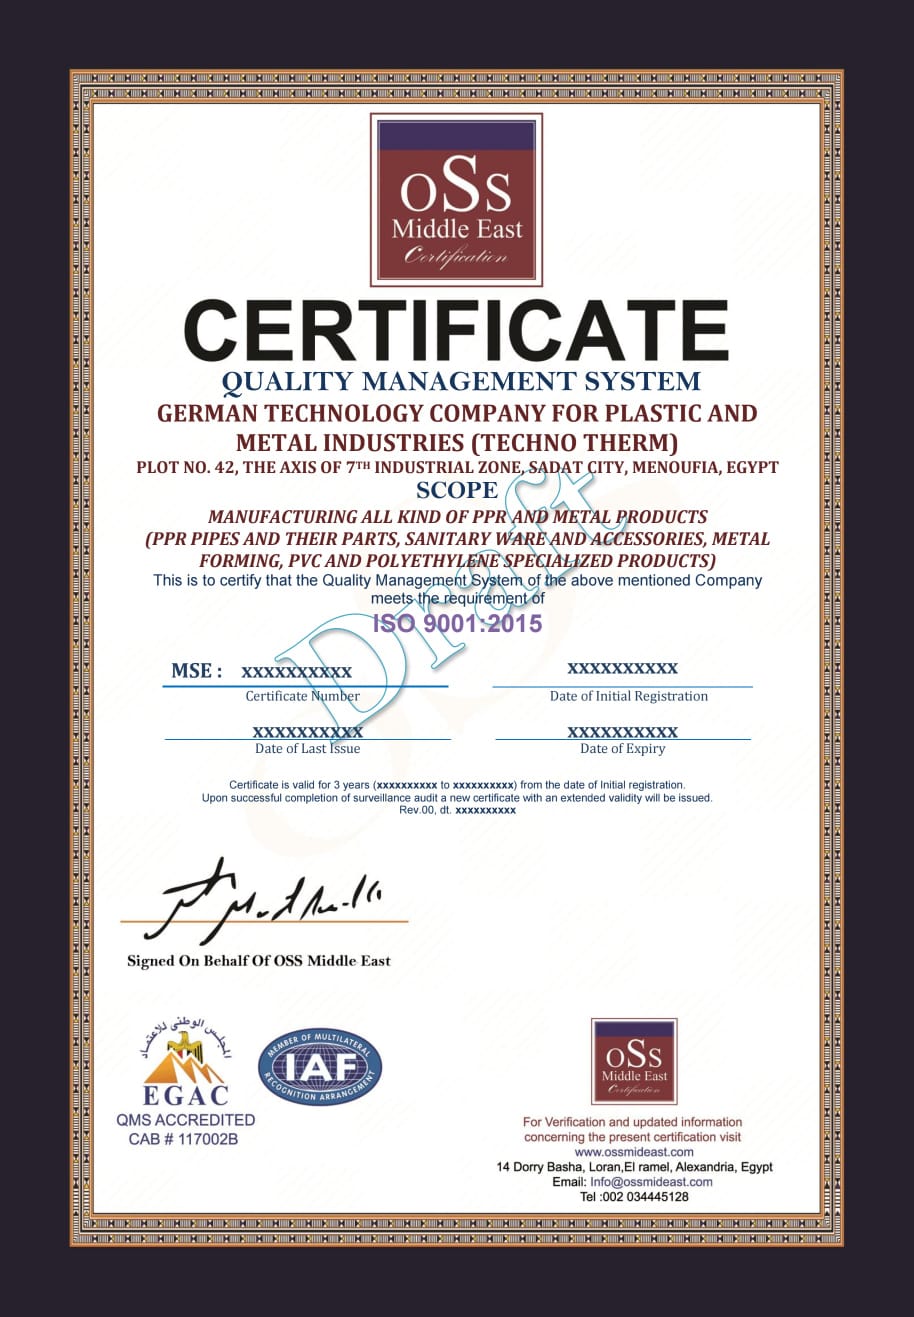 OSS
Middle East
Certification
CERTIFICATE
QUALITY MANAGEMENT SYSTEM
GERMAN TECHNOLOGY COMPANY FOR PLASTIC AND
METAL INDUSTRIES (TECHNO THERM)
PLOT NO. 42, THE AXIS OF 7TH INDUSTRIAL ZONE, SADAT CITY, MENOUFIA, EGYPT
SCOPE
MANUFACTURING ALL KIND OF PPR AND METAL PRODUCTS
(PPR PIPES AND THEIR PARTS, SANITARY WARE AND ACCESSORIES, METAL
FORMING, PVC AND POLYETHYLENE SPECIALIZED PRODUCTS)
This is to certify that the Quality Management System of the above mentioned Company
meets the requirement of
ISO 9001:2015
Draft
MSE : xxxxxxxxxx
Certificate Number
xxxxxxxxxx
Date of Initial Registration
xxxxxxxxxx
Date of Last Issue
xxxxxxxxxx
Date of Expiry
Certificate is valid for 3 years (xxxxxxxxxx to xxxxxxxxxx) from the date of Initial registration.
Upon successful completion of surveillance audit a new certificate with an extended validity will be issued.
Rev.00, dt. xxxxxxxxxx
Signed On Behalf Of OSS Middle East
المجلس الوطنى للاعتماد
EGAC
QMS ACCREDITED
CAB # 117002B
MEMBER OF MULTILATERAL
IAF
RECOGNITION ARRANGEMENT
OSS
Middle East
Certification
For Verification and updated information
concerning the present certification visit
www.ossmideast.com
14 Dorry Basha, Loran,El ramel, Alexandria, Egypt
Email: Info@ossmideast.com
Tel :002 034445128